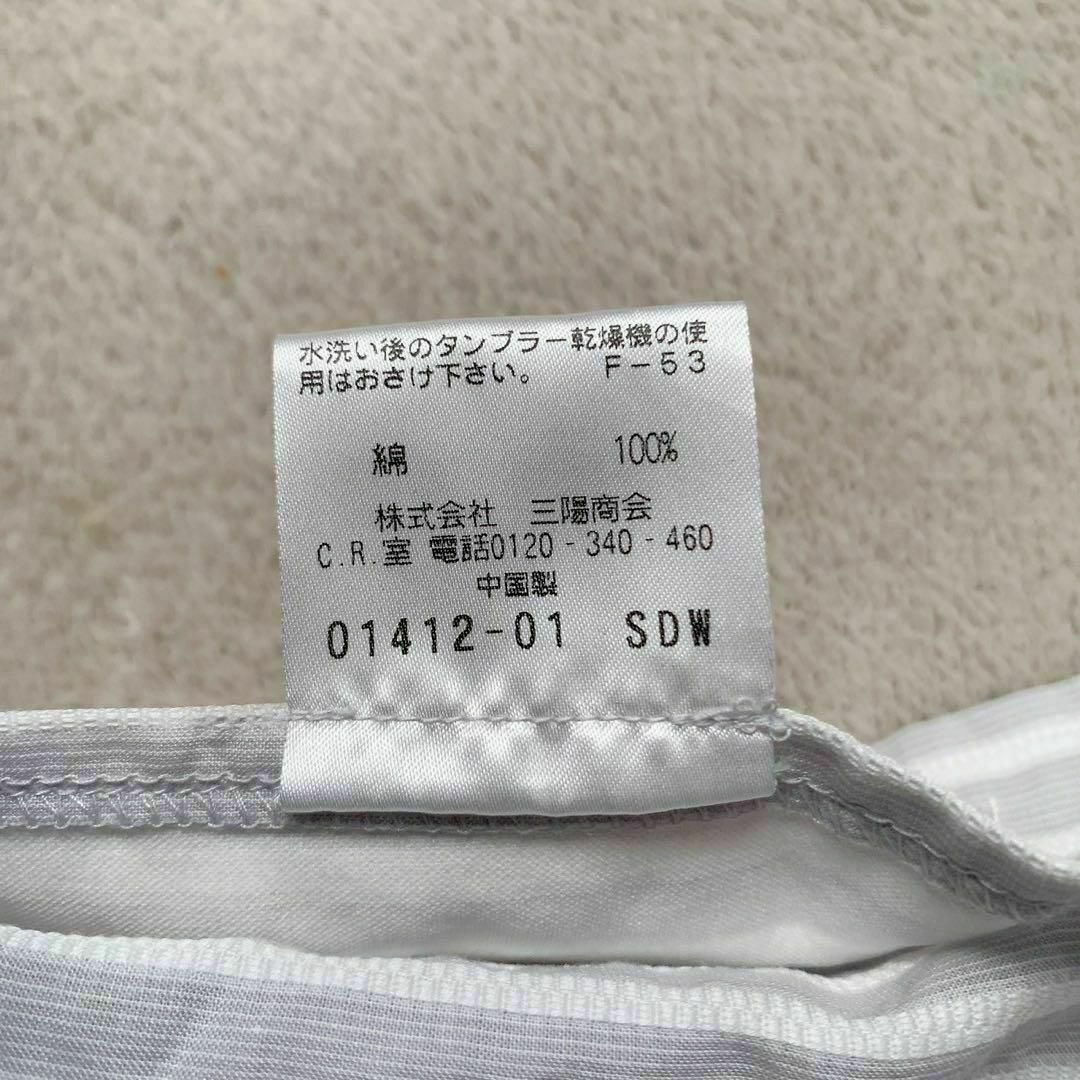 水洗い後のタンブラー乾燥機の使
用はおさけ下さい。 F-53
綿 100%
株式会社 三陽商会
C.R.室 電話0120-340-460
中国製
01412-01 SDW